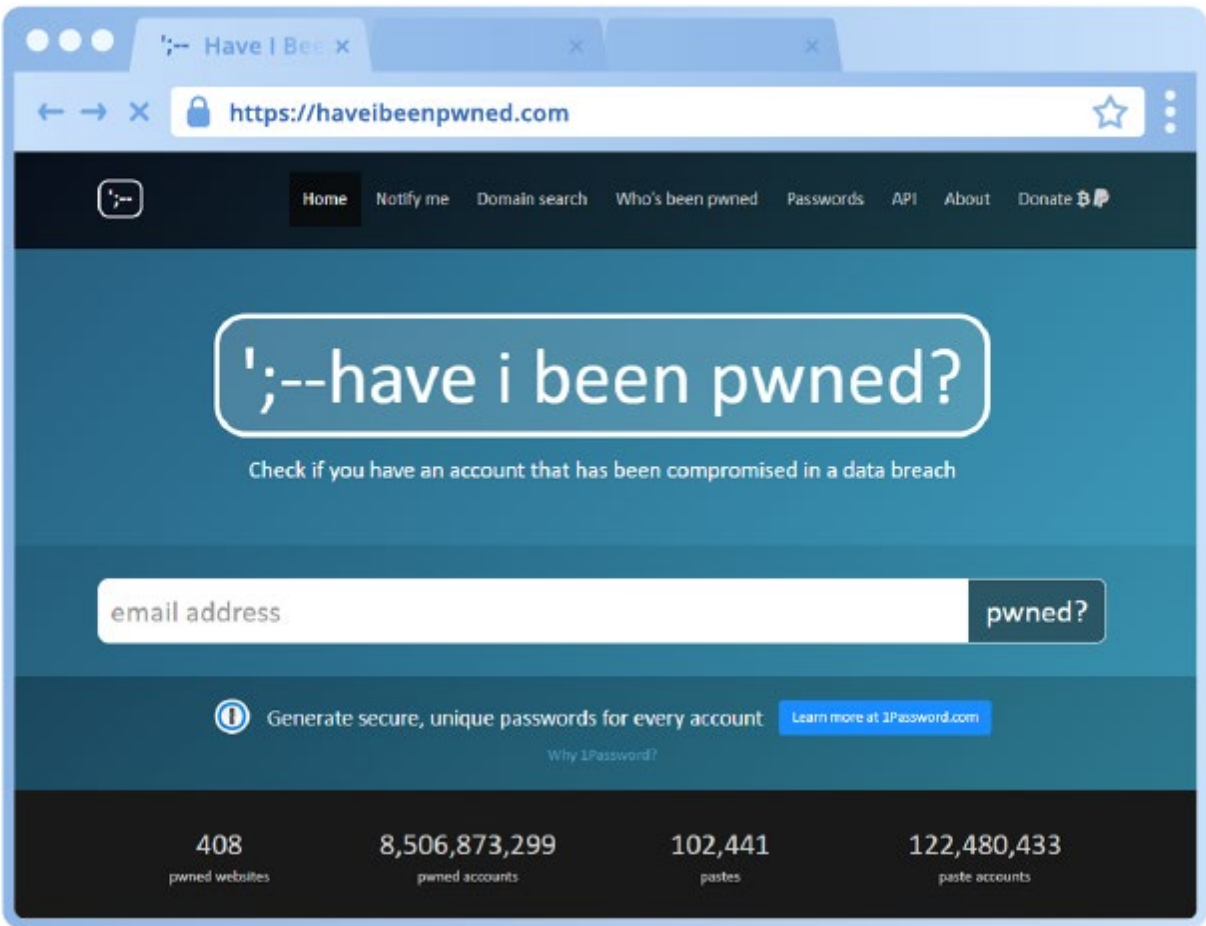 ';-- Have I Bee
https://haveibeenpwned.com
';--
Home Notify me Domain search Who's been pwned Passwords API About Donate
';--have i been pwned?
Check if you have an account that has been compromised in a data breach
email address pwned?
Generate secure, unique passwords for every account Learn more at 1Password.com
Why 1Password?
408 8,506,873,299 102,441 122,480,433
pwned websites pwned accounts pastes paste accounts